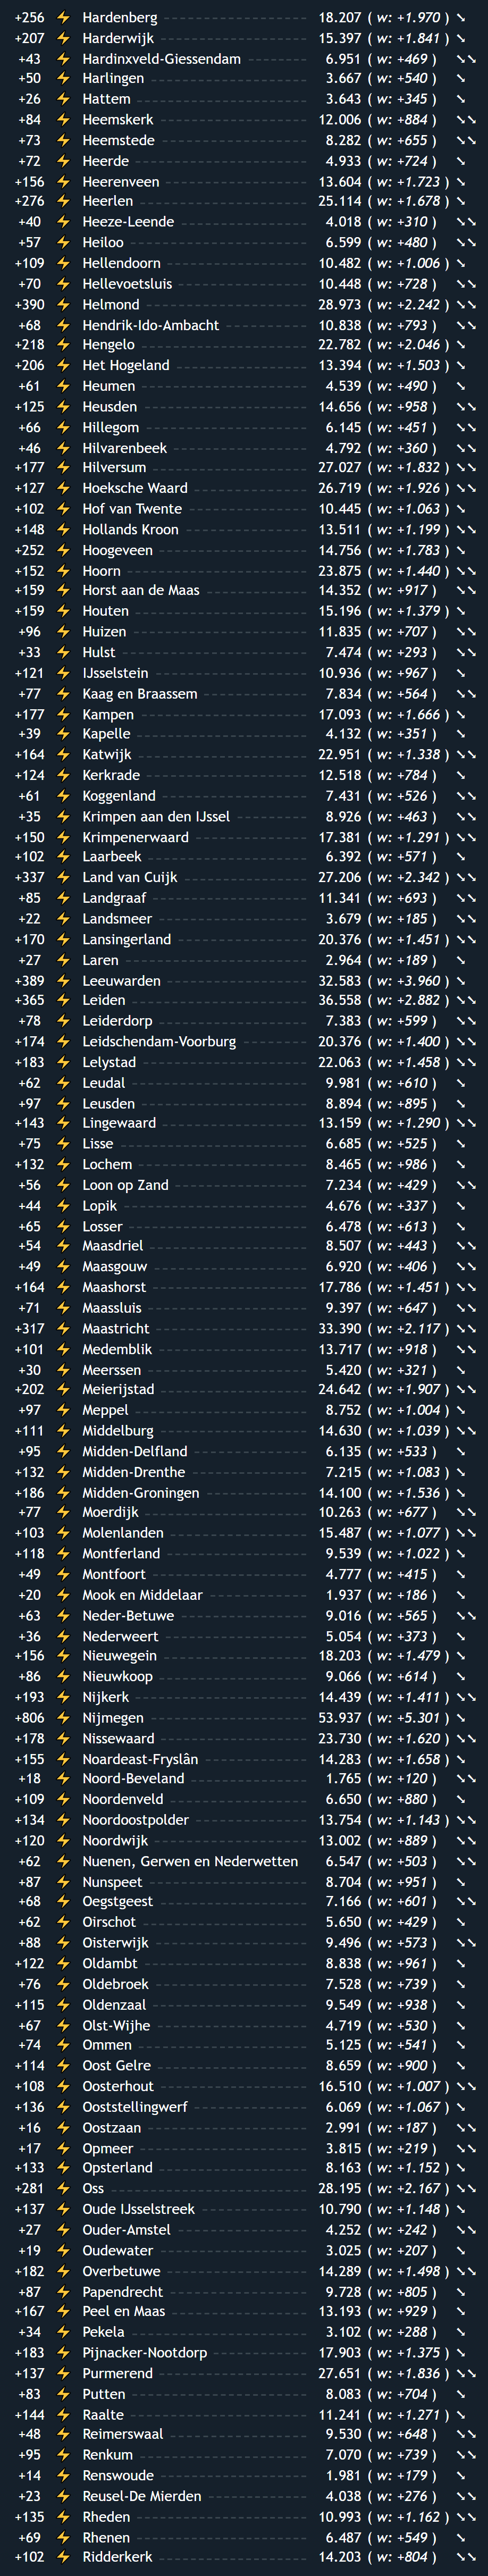 +256 ⚡ Hardenberg 18.207 ( w: +1.970 ) ↘
+207 ⚡ Harderwijk 15.397 ( w: +1.841 ) ↘
+43 ⚡ Hardinxveld-Giessendam 6.951 ( w: +469 ) ↘↘
+50 ⚡ Harlingen 3.667 ( w: +540 ) ↘
+26 ⚡ Hattem 3.643 ( w: +345 ) ↘
+84 ⚡ Heemskerk 12.006 ( w: +884 ) ↘↘
+73 ⚡ Heemstede 8.282 ( w: +655 ) ↘↘
+72 ⚡ Heerde 4.933 ( w: +724 ) ↘
+156 ⚡ Heerenveen 13.604 ( w: +1.723 ) ↘
+276 ⚡ Heerlen 25.114 ( w: +1.678 ) ↘
+40 ⚡ Heeze-Leende 4.018 ( w: +310 ) ↘↘
+57 ⚡ Heiloo 6.599 ( w: +480 ) ↘↘
+109 ⚡ Hellendoorn 10.482 ( w: +1.006 ) ↘
+70 ⚡ Hellevoetsluis 10.448 ( w: +728 ) ↘↘
+390 ⚡ Helmond 28.973 ( w: +2.242 ) ↘↘
+68 ⚡ Hendrik-Ido-Ambacht 10.838 ( w: +793 ) ↘↘
+218 ⚡ Hengelo 22.782 ( w: +2.046 ) ↘
+206 ⚡ Het Hogeland 13.394 ( w: +1.503 ) ↘
+61 ⚡ Heumen 4.539 ( w: +490 ) ↘
+125 ⚡ Heusden 14.656 ( w: +958 ) ↘↘
+66 ⚡ Hillegom 6.145 ( w: +451 ) ↘↘
+46 ⚡ Hilvarenbeek 4.792 ( w: +360 ) ↘↘
+177 ⚡ Hilversum 27.027 ( w: +1.832 ) ↘↘
+127 ⚡ Hoeksche Waard 26.719 ( w: +1.926 ) ↘↘
+102 ⚡ Hof van Twente 10.445 ( w: +1.063 ) ↘
+148 ⚡ Hollands Kroon 13.511 ( w: +1.199 ) ↘↘
+252 ⚡ Hoogeveen 14.756 ( w: +1.783 ) ↘
+152 ⚡ Hoorn 23.875 ( w: +1.440 ) ↘↘
+159 ⚡ Horst aan de Maas 14.352 ( w: +917 ) ↘↘
+159 ⚡ Houten 15.196 ( w: +1.379 ) ↘
+96 ⚡ Huizen 11.835 ( w: +707 ) ↘↘
+33 ⚡ Hulst 7.474 ( w: +293 ) ↘↘
+121 ⚡ IJsselstein 10.936 ( w: +967 ) ↘
+77 ⚡ Kaag en Braassem 7.834 ( w: +564 ) ↘↘
+177 ⚡ Kampen 17.093 ( w: +1.666 ) ↘
+39 ⚡ Kapelle 4.132 ( w: +351 ) ↘
+164 ⚡ Katwijk 22.951 ( w: +1.338 ) ↘↘
+124 ⚡ Kerkrade 12.518 ( w: +784 ) ↘
+61 ⚡ Koggenland 7.431 ( w: +526 ) ↘↘
+35 ⚡ Krimpen aan den IJssel 8.926 ( w: +463 ) ↘↘
+150 ⚡ Krimpenerwaard 17.381 ( w: +1.291 ) ↘↘
+102 ⚡ Laarbeek 6.392 ( w: +571 ) ↘
+337 ⚡ Land van Cuijk 27.206 ( w: +2.342 ) ↘↘
+85 ⚡ Landgraaf 11.341 ( w: +693 ) ↘↘
+22 ⚡ Landsmeer 3.679 ( w: +185 ) ↘↘
+170 ⚡ Lansingerland 20.376 ( w: +1.451 ) ↘↘
+27 ⚡ Laren 2.964 ( w: +189 ) ↘
+389 ⚡ Leeuwarden 32.583 ( w: +3.960 ) ↘
+365 ⚡ Leiden 36.558 ( w: +2.882 ) ↘↘
+78 ⚡ Leiderdorp 7.383 ( w: +599 ) ↘↘
+174 ⚡ Leidschendam-Voorburg 20.376 ( w: +1.400 ) ↘↘
+183 ⚡ Lelystad 22.063 ( w: +1.458 ) ↘↘
+62 ⚡ Leudal 9.981 ( w: +610 ) ↘
+97 ⚡ Leusden 8.894 ( w: +895 ) ↘
+143 ⚡ Lingewaard 13.159 ( w: +1.290 ) ↘↘
+75 ⚡ Lisse 6.685 ( w: +525 ) ↘
+132 ⚡ Lochem 8.465 ( w: +986 ) ↘
+56 ⚡ Loon op Zand 7.234 ( w: +429 ) ↘↘
+44 ⚡ Lopik 4.676 ( w: +337 ) ↘
+65 ⚡ Losser 6.478 ( w: +613 ) ↘
+54 ⚡ Maasdriel 8.507 ( w: +443 ) ↘↘
+49 ⚡ Maasgouw 6.920 ( w: +406 ) ↘↘
+164 ⚡ Maashorst 17.786 ( w: +1.451 ) ↘↘
+71 ⚡ Maassluis 9.397 ( w: +647 ) ↘↘
+317 ⚡ Maastricht 33.390 ( w: +2.117 ) ↘↘
+101 ⚡ Medemblik 13.717 ( w: +918 ) ↘↘
+30 ⚡ Meerssen 5.420 ( w: +321 ) ↘
+202 ⚡ Meierijstad 24.642 ( w: +1.907 ) ↘↘
+97 ⚡ Meppel 8.752 ( w: +1.004 ) ↘
+111 ⚡ Middelburg 14.630 ( w: +1.039 ) ↘↘
+95 ⚡ Midden-Delfland 6.135 ( w: +533 ) ↘
+132 ⚡ Midden-Drenthe 7.215 ( w: +1.083 ) ↘
+186 ⚡ Midden-Groningen 14.100 ( w: +1.536 ) ↘
+77 ⚡ Moerdijk 10.263 ( w: +677 ) ↘↘
+103 ⚡ Molenlanden 15.487 ( w: +1.077 ) ↘↘
+118 ⚡ Montferland 9.539 ( w: +1.022 ) ↘
+49 ⚡ Montfoort 4.777 ( w: +415 ) ↘
+20 ⚡ Mook en Middelaar 1.937 ( w: +186 ) ↘
+63 ⚡ Neder-Betuwe 9.016 ( w: +565 ) ↘↘
+36 ⚡ Nederweert 5.054 ( w: +373 ) ↘
+156 ⚡ Nieuwegein 18.203 ( w: +1.479 ) ↘
+86 ⚡ Nieuwkoop 9.066 ( w: +614 ) ↘
+193 ⚡ Nijkerk 14.439 ( w: +1.411 ) ↘↘
+806 ⚡ Nijmegen 53.937 ( w: +5.301 ) ↘
+178 ⚡ Nissewaard 23.730 ( w: +1.620 ) ↘↘
+155 ⚡ Noardeast-Fryslân 14.283 ( w: +1.658 ) ↘
+18 ⚡ Noord-Beveland 1.765 ( w: +120 ) ↘↘
+109 ⚡ Noordenveld 6.650 ( w: +880 ) ↘
+134 ⚡ Noordoostpolder 13.754 ( w: +1.143 ) ↘↘
+120 ⚡ Noordwijk 13.002 ( w: +889 ) ↘↘
+62 ⚡ Nuenen, Gerwen en Nederwetten 6.547 ( w: +503 ) ↘↘
+87 ⚡ Nunspeet 8.704 ( w: +951 ) ↘
+68 ⚡ Oegstgeest 7.166 ( w: +601 ) ↘↘
+62 ⚡ Oirschot 5.650 ( w: +429 ) ↘
+88 ⚡ Oisterwijk 9.496 ( w: +573 ) ↘↘
+122 ⚡ Oldambt 8.838 ( w: +961 ) ↘
+76 ⚡ Oldebroek 7.528 ( w: +739 ) ↘
+115 ⚡ Oldenzaal 9.549 ( w: +938 ) ↘
+67 ⚡ Olst-Wijhe 4.719 ( w: +530 ) ↘
+74 ⚡ Ommen 5.125 ( w: +541 ) ↘
+114 ⚡ Oost Gelre 8.659 ( w: +900 ) ↘
+108 ⚡ Oosterhout 16.510 ( w: +1.007 ) ↘↘
+136 ⚡ Ooststellingwerf 6.069 ( w: +1.067 ) ↘
+16 ⚡ Oostzaan 2.991 ( w: +187 ) ↘↘
+17 ⚡ Opmeer 3.815 ( w: +219 ) ↘↘
+133 ⚡ Opsterland 8.163 ( w: +1.152 ) ↘
+281 ⚡ Oss 28.195 ( w: +2.167 ) ↘↘
+137 ⚡ Oude IJsselstreek 10.790 ( w: +1.148 ) ↘
+27 ⚡ Ouder-Amstel 4.252 ( w: +242 ) ↘↘
+19 ⚡ Oudewater 3.025 ( w: +207 ) ↘
+182 ⚡ Overbetuwe 14.289 ( w: +1.498 ) ↘↘
+87 ⚡ Papendrecht 9.728 ( w: +805 ) ↘
+167 ⚡ Peel en Maas 13.193 ( w: +929 ) ↘
+34 ⚡ Pekela 3.102 ( w: +288 ) ↘
+183 ⚡ Pijnacker-Nootdorp 17.903 ( w: +1.375 ) ↘
+137 ⚡ Purmerend 27.651 ( w: +1.836 ) ↘↘
+83 ⚡ Putten 8.083 ( w: +704 ) ↘
+144 ⚡ Raalte 11.241 ( w: +1.271 ) ↘
+48 ⚡ Reimerswaal 9.530 ( w: +648 ) ↘↘
+95 ⚡ Renkum 7.070 ( w: +739 ) ↘↘
+14 ⚡ Renswoude 1.981 ( w: +179 ) ↘
+23 ⚡ Reusel-De Mierden 4.038 ( w: +276 ) ↘↘
+135 ⚡ Rheden 10.993 ( w: +1.162 ) ↘↘
+69 ⚡ Rhenen 6.487 ( w: +549 ) ↘
+102 ⚡ Ridderkerk 14.203 ( w: +804 ) ↘↘